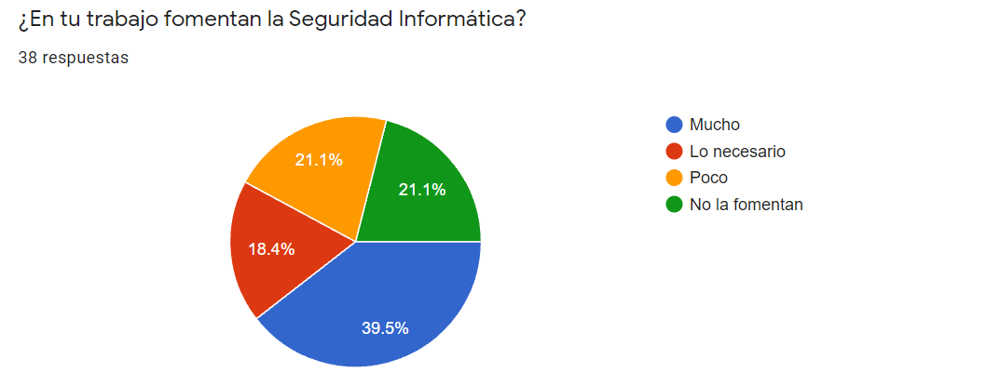 ¿En tu trabajo fomentan la Seguridad Informática?
38 respuestas
Mucho
Lo necesario
Poco
No la fomentan
21.1%
21.1%
18.4%
39.5%